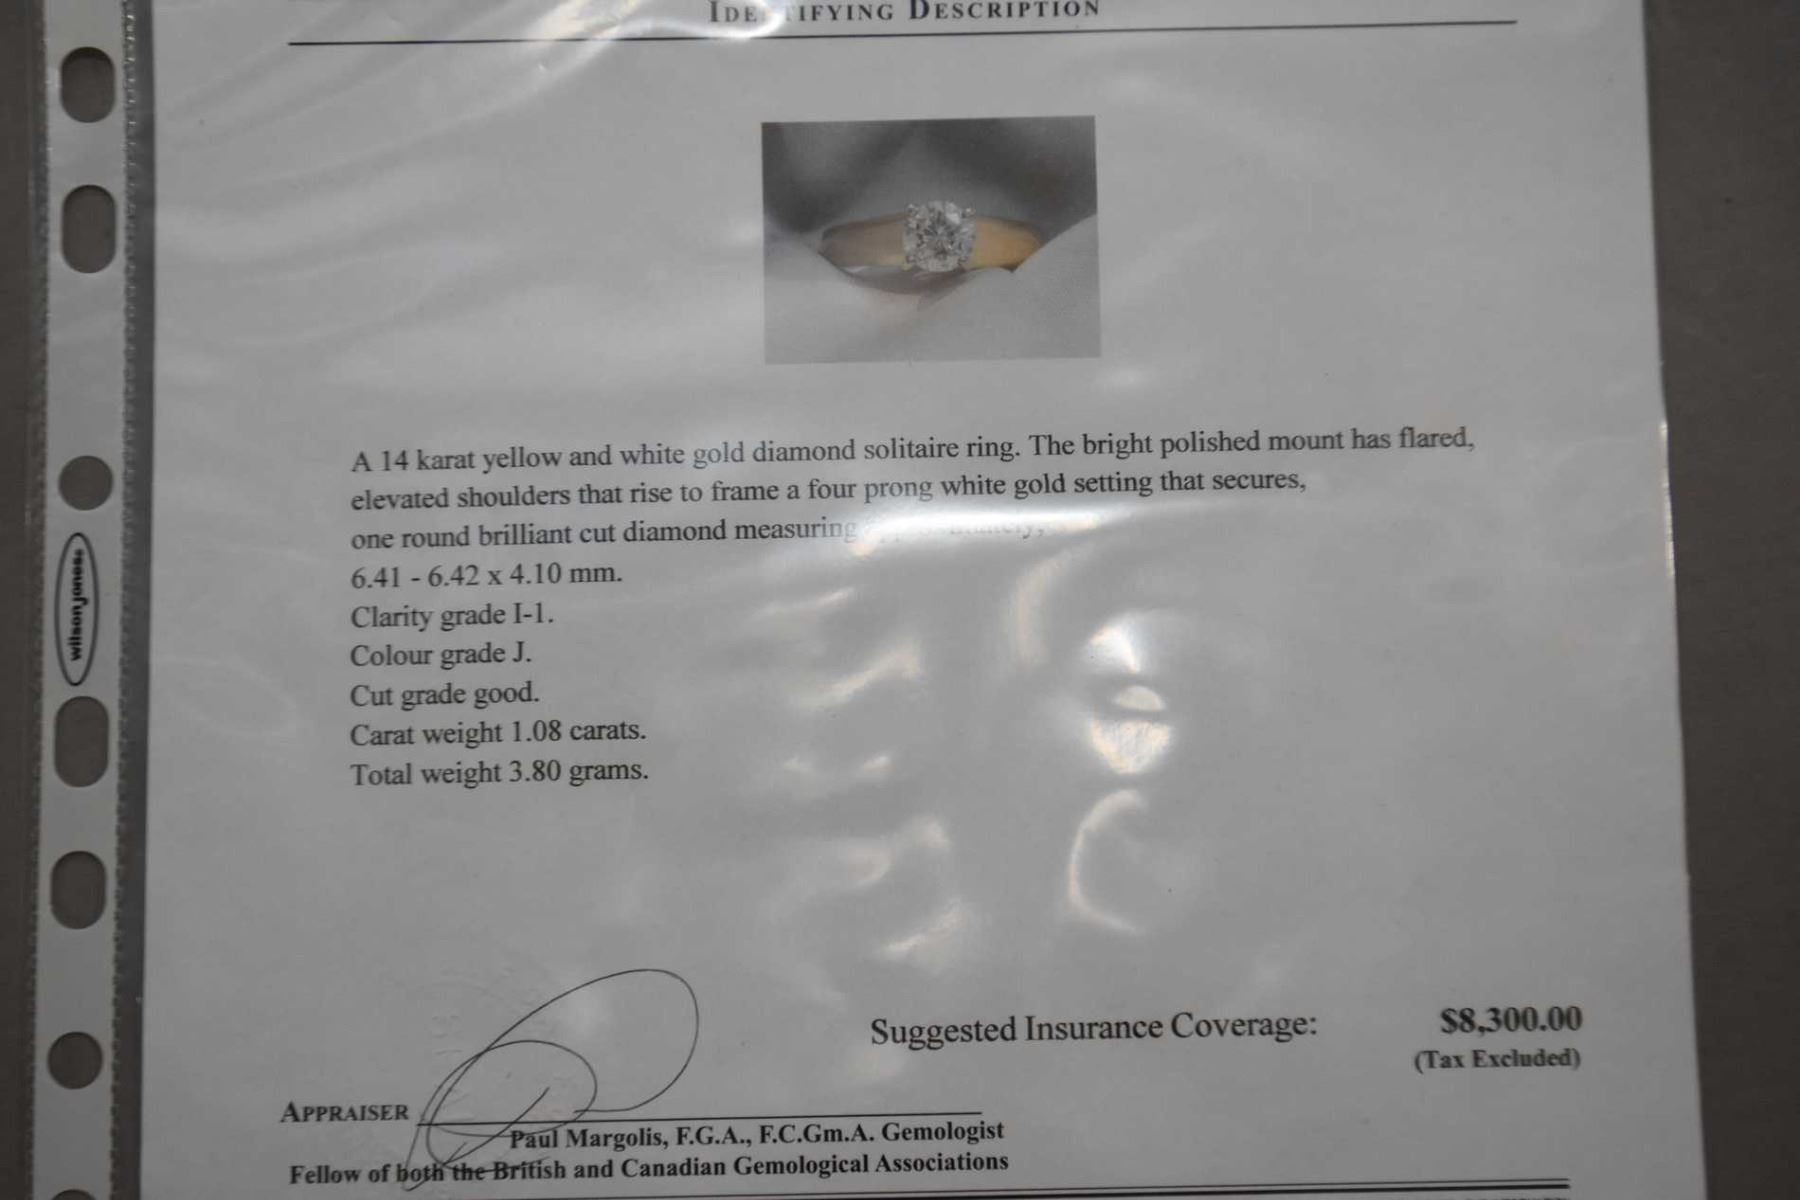 IDE IFYING DESCRIPTION
A 14 karat yellow and white gold diamond solitaire ring. The bright polished mount has flared,
elevated shoulders that rise to frame a four prong white gold setting that secures,
one round brilliant cut diamond measuring
6.41 - 6.42 x 4.10 mm.
Clarity grade I-1.
Colour grade J.
Cut grade good.
Carat weight 1.08 carats.
Total weight 3.80 grams.
wilsonjones
Suggested Insurance Coverage: $8,300.00
(Tax Excluded)
APPRAISER
Paul Margolis, F.G.A., F.C.Gm.A. Gemologist
Fellow of both the British and Canadian Gemological Associations